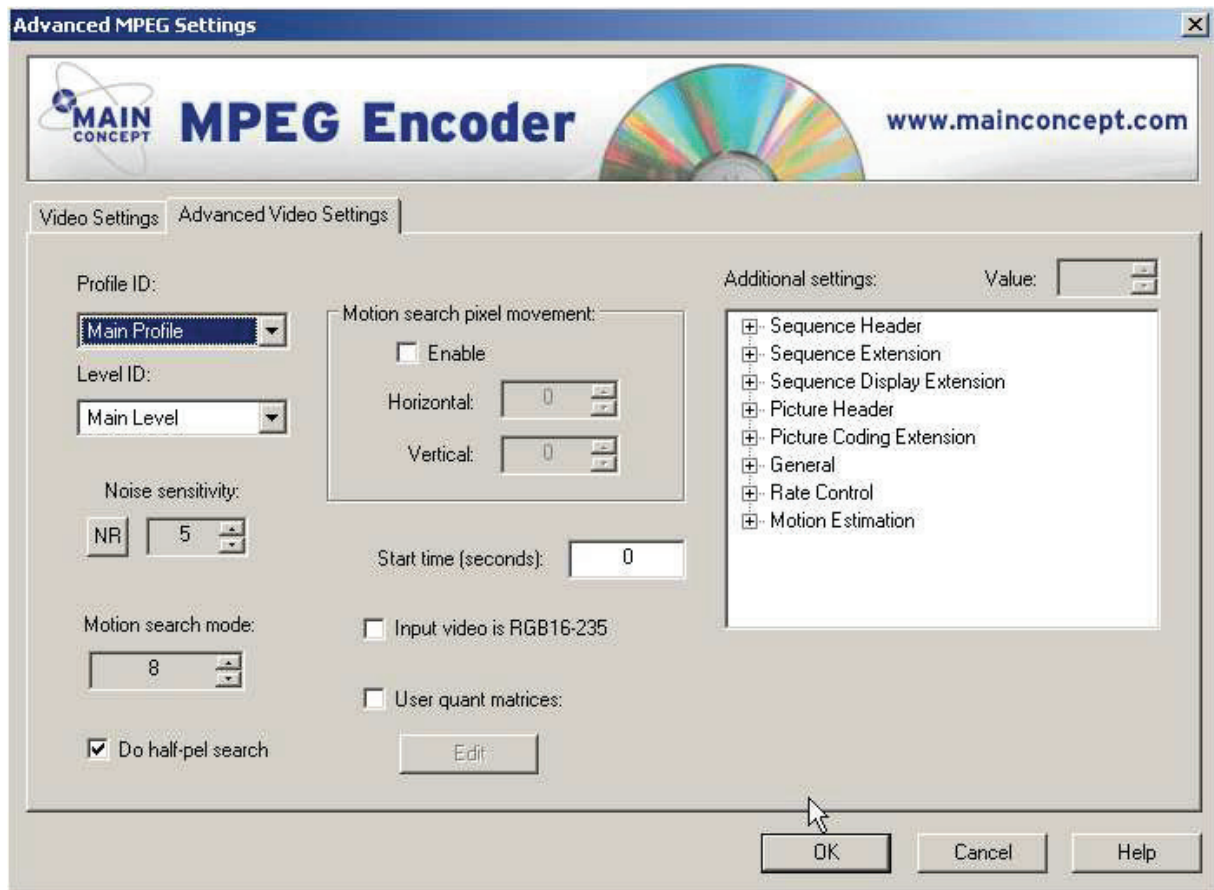 Advanced MPEG Settings
MAIN CONCEPT
MPEG Encoder
www.mainconcept.com
Video Settings
Advanced Video Settings
Profile ID:
Main Profile
Level ID:
Main Level
Noise sensitivity:
NR
5
Motion search mode:
8
Do half-pel search
Motion search pixel movement:
Enable
Horizontal:
0
Vertical:
0
Start time (seconds):
0
Input video is RGB16-235
User quant matrices:
Edit
Additional settings:
Value:
Sequence Header
Sequence Extension
Sequence Display Extension
Picture Header
Picture Coding Extension
General
Rate Control
Motion Estimation
OK
Cancel
Help